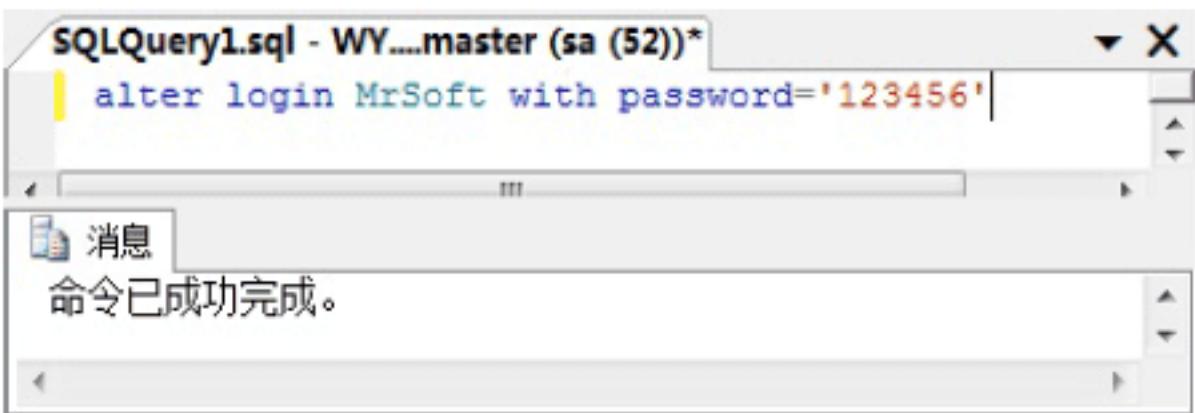 SQLQuery1.sql - WY....master (sa (52))*
alter login MrSoft with password='123456'
消息
命令已成功完成。